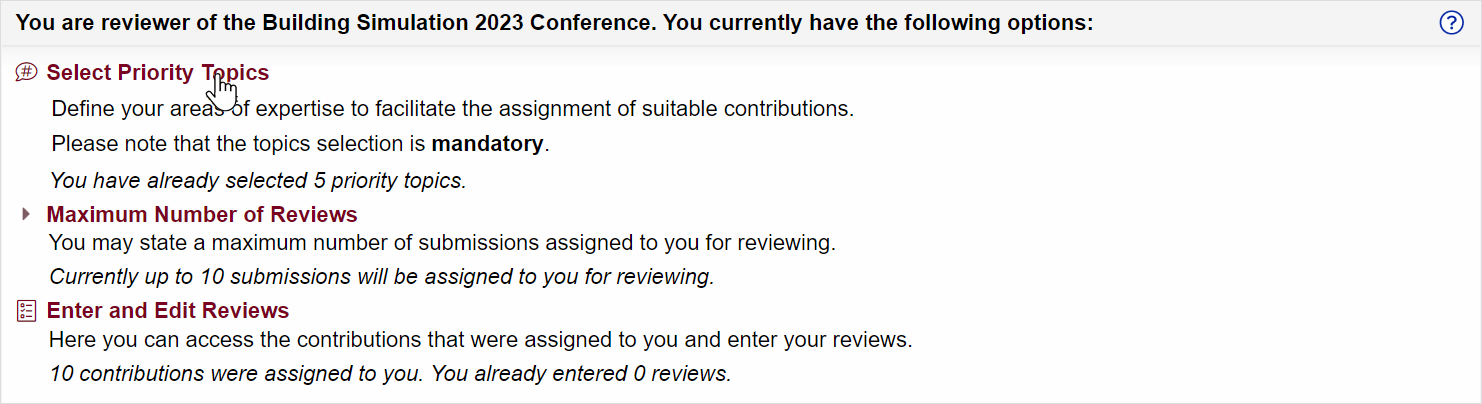 You are reviewer of the Building Simulation 2023 Conference. You currently have the following options:
Select Priority Topics
Define your areas of expertise to facilitate the assignment of suitable contributions.
Please note that the topics selection is mandatory.
You have already selected 5 priority topics.
Maximum Number of Reviews
You may state a maximum number of submissions assigned to you for reviewing.
Currently up to 10 submissions will be assigned to you for reviewing.
Enter and Edit Reviews
Here you can access the contributions that were assigned to you and enter your reviews.
10 contributions were assigned to you. You already entered 0 reviews.